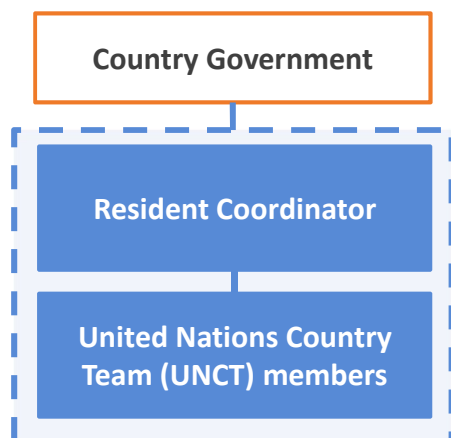 Country Government
Resident Coordinator
United Nations Country
Team (UNCT) members